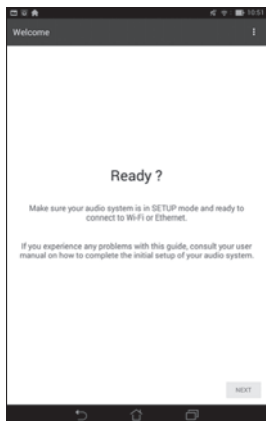 10:51
Welcome
Ready ?
Make sure your audio system is in SETUP mode and ready to
connect to Wi-Fi or Ethernet.
If you experience any problems with this guide, consult your user
manual on how to complete the initial setup of your audio system.
NEXT